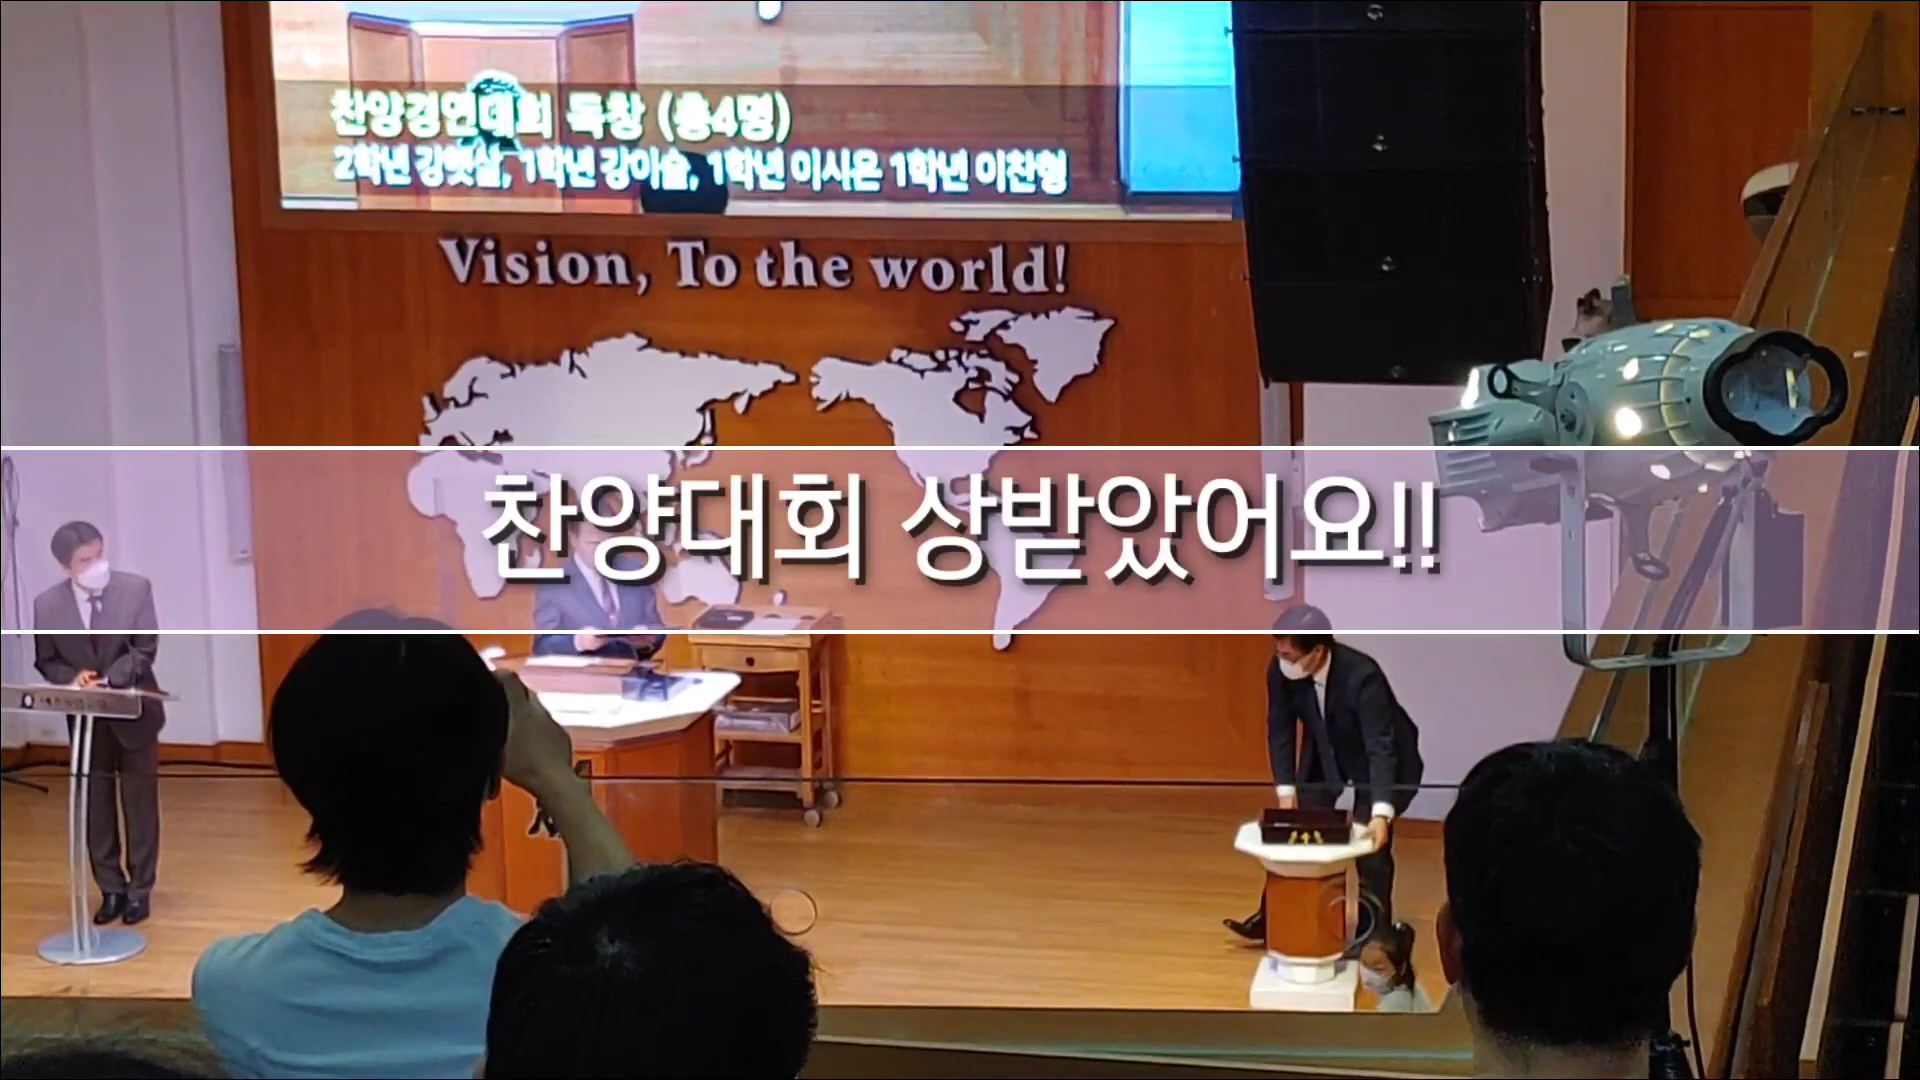 찬양경연대회 독창 (총4명)
2학년 강햇살, 1학년 강이슬, 1학년 이시온 1학년 이찬형
Vision, To the world!
찬양대회 상받았어요!!